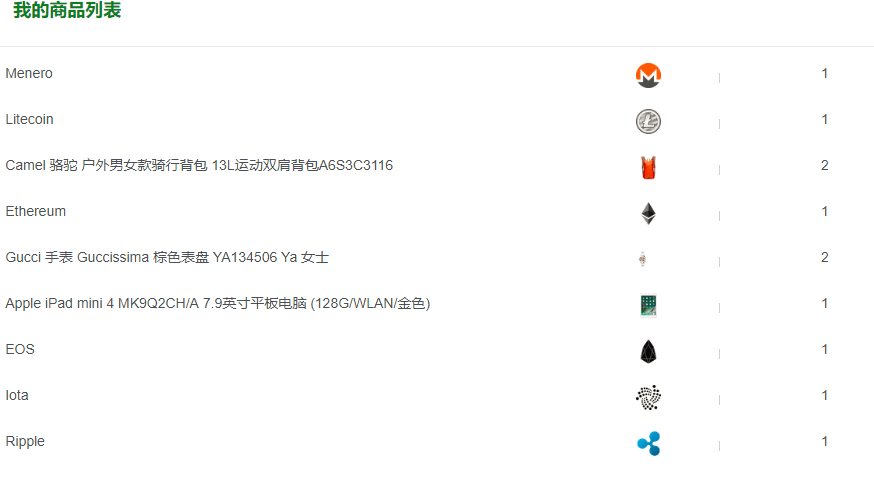 我的商品列表
Menero 1
Litecoin 1
Camel 骆驼 户外男女款骑行背包 13L运动双肩背包A6S3C3116 2
Ethereum 1
Gucci 手表 Guccissima 棕色表盘 YA134506 Ya 女士 2
Apple iPad mini 4 MK9Q2CH/A 7.9英寸平板电脑 (128G/WLAN/金色) 1
EOS 1
Iota 1
Ripple 1